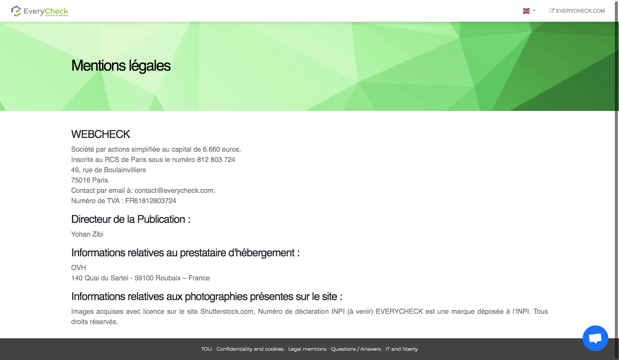 EveryCheck
EVERYCHECK.COM
Mentions légales
WEBCHECK
Société par actions simplifiée au capital de 6.660 euros.
Inscrite au RCS de Paris sous le numéro 812 803 724
49, rue de Boulainvilliers
75016 Paris.
Contact par email à: contact@everycheck.com.
Numéro de TVA : FR61812803724
Directeur de la Publication :
Yohan Zibi
Informations relatives au prestataire d'hébergement :
OVH
140 Quai du Sartel - 59100 Roubaix – France
Informations relatives aux photographies présentes sur le site :
Images acquises avec licence sur le site Shutterstock.com, Numéro de déclaration INPI (à venir) EVERYCHECK est une marque déposée à l'INPI. Tous
droits réservés.
TOU · Confidentiality and cookies · Legal mentions · Questions / Answers · IT and liberty